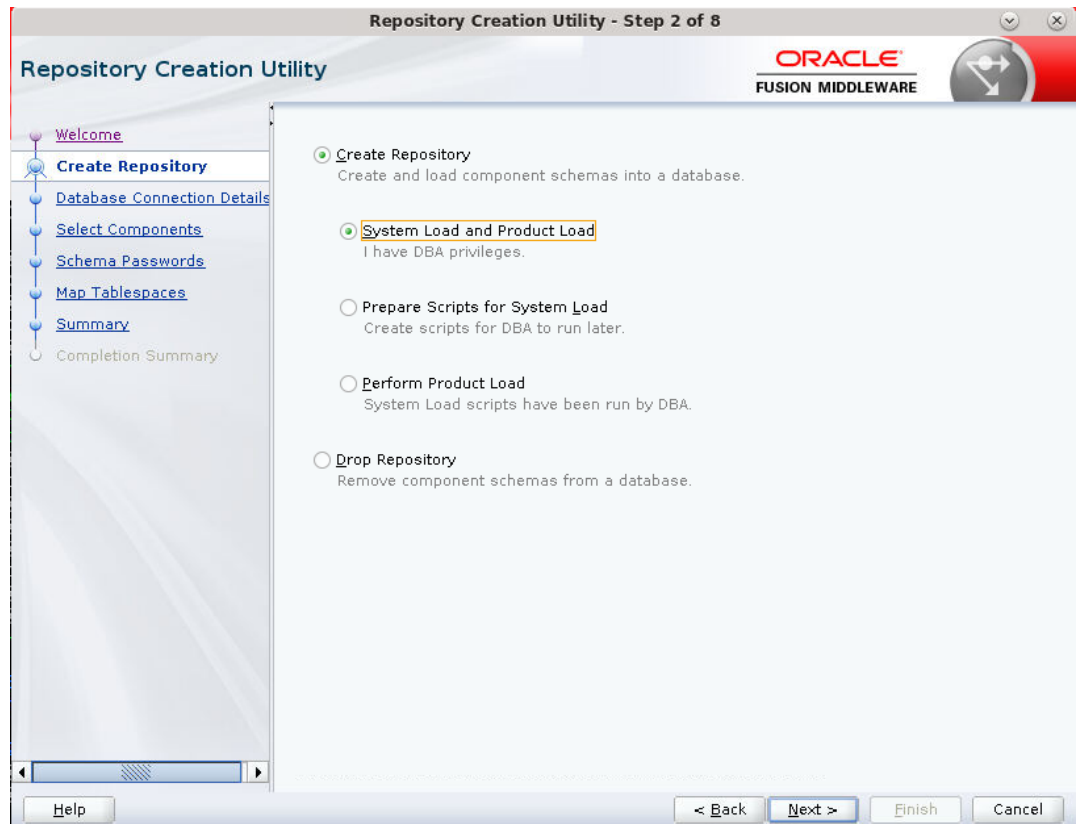 Repository Creation Utility - Step 2 of 8
Repository Creation Utility
ORACLE
FUSION MIDDLEWARE
Welcome
Create Repository
Database Connection Details
Select Components
Schema Passwords
Map Tablespaces
Summary
Completion Summary
Create Repository
Create and load component schemas into a database.
System Load and Product Load
I have DBA privileges.
Prepare Scripts for System Load
Create scripts for DBA to run later.
Perform Product Load
System Load scripts have been run by DBA.
Drop Repository
Remove component schemas from a database.
Help
< Back
Next >
Finish
Cancel